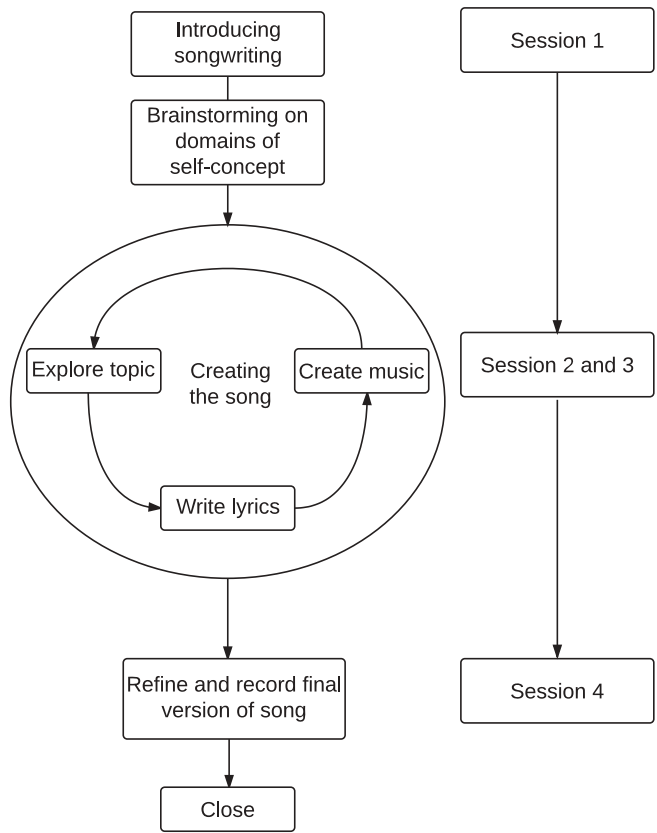 Introducing
songwriting
Session 1
Brainstorming on
domains of
self-concept
Explore topic
Creating
the song
Create music
Session 2 and 3
Write lyrics
Refine and record final
version of song
Session 4
Close